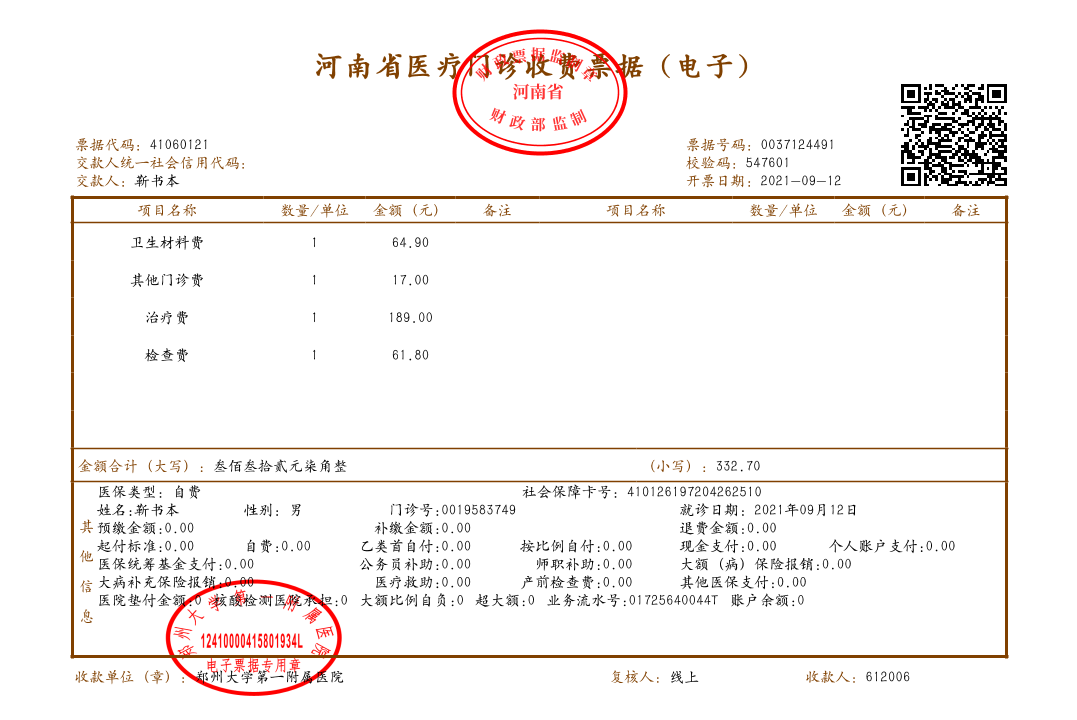 河南省医疗门诊收费票据（电子）
财政票据监制章
河南省
财政部监制
票据代码：41060121
票据号码：0037124491
交款人统一社会信用代码：
校验码：547601
交款人：靳书本
开票日期：2021-09-12
项目名称 数量/单位 金额（元） 备注 项目名称 数量/单位 金额（元） 备注
卫生材料费 1 64.90
其他门诊费 1 17.00
治疗费 1 189.00
检查费 1 61.80
金额合计（大写）：叁佰叁拾贰元柒角整 （小写）：332.70
其他信息
医保类型：自费 社会保障卡号：410126197204262510
姓名:靳书本 性别：男 门诊号:0019583749 就诊日期：2021年09月12日
预缴金额:0.00 补缴金额:0.00 退费金额:0.00
起付标准:0.00 自费:0.00 乙类首自付:0.00 按比例自付:0.00 现金支付:0.00 个人账户支付:0.00
医保统筹基金支付:0.00 公务员补助:0.00 师职补助:0.00 大额（病）保险报销:0.00
大病补充保险报销:0.00 医疗救助:0.00 产前检查费:0.00 其他医保支付:0.00
医院垫付金额:0 核酸检测医院承担:0 大额比例自负:0 超大额:0 业务流水号:01725640044T 账户余额:0
郑州大学第一附属医院
12410000415801934L
电子票据专用章
收款单位（章）：郑州大学第一附属医院 复核人：线上 收款人：612006